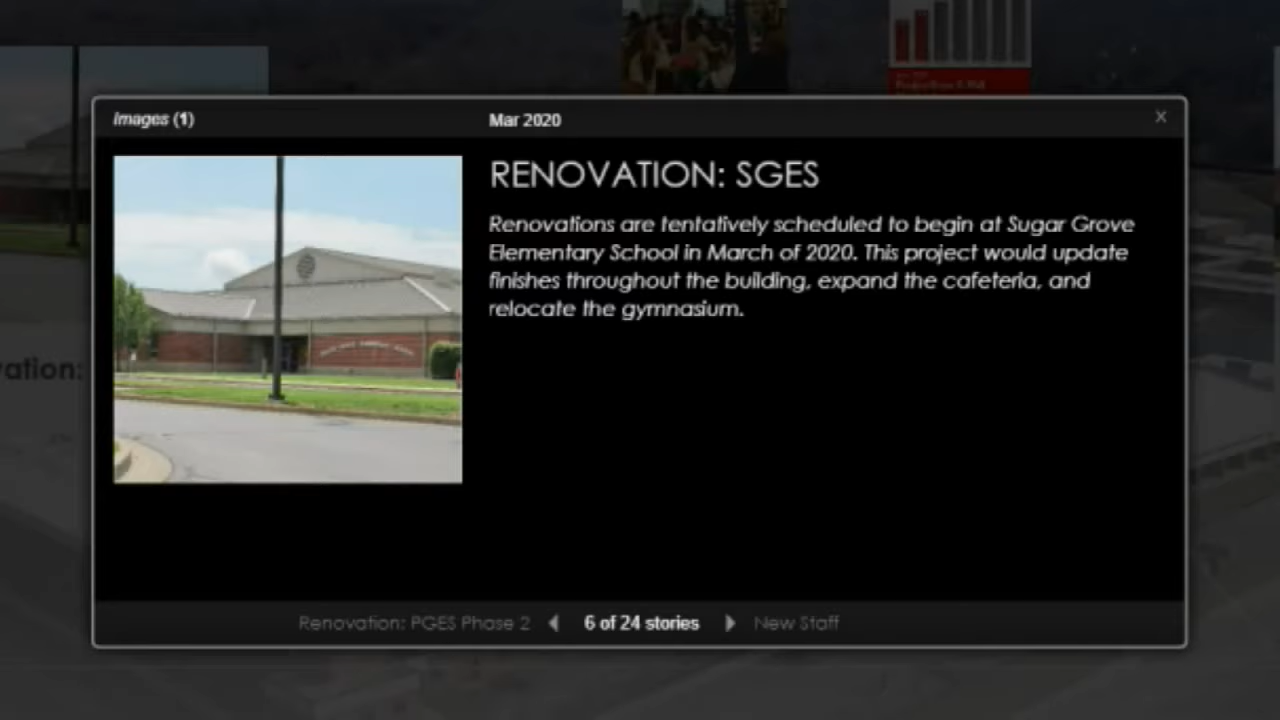 Images (1)
Mar 2020
X
RENOVATION: SGES
Renovations are tentatively scheduled to begin at Sugar Grove
Elementary School in March of 2020. This project would update
finishes throughout the building, expand the cafeteria, and
relocate the gymnasium.
vation:
Renovation: PGES Phase 2
6 of 24 stories
New Staff